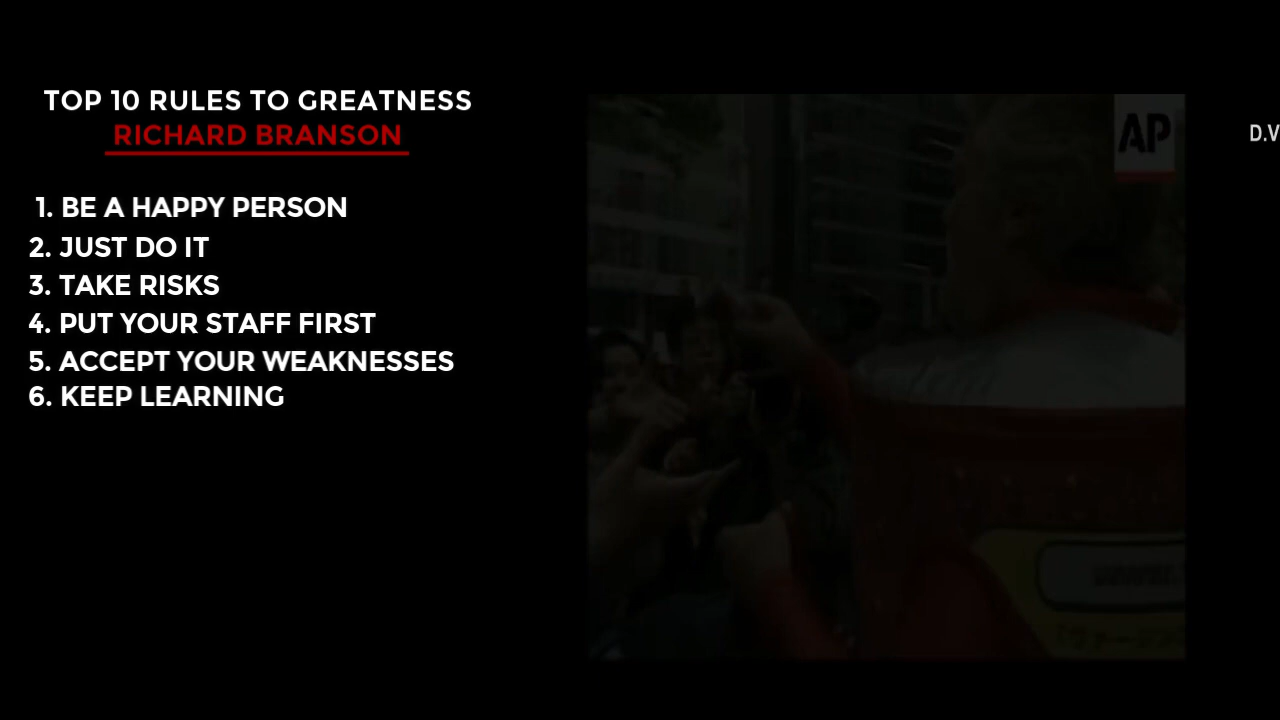 TOP 10 RULES TO GREATNESS
RICHARD BRANSON
1. BE A HAPPY PERSON
2. JUST DO IT
3. TAKE RISKS
4. PUT YOUR STAFF FIRST
5. ACCEPT YOUR WEAKNESSES
6. KEEP LEARNING
AP
D.V